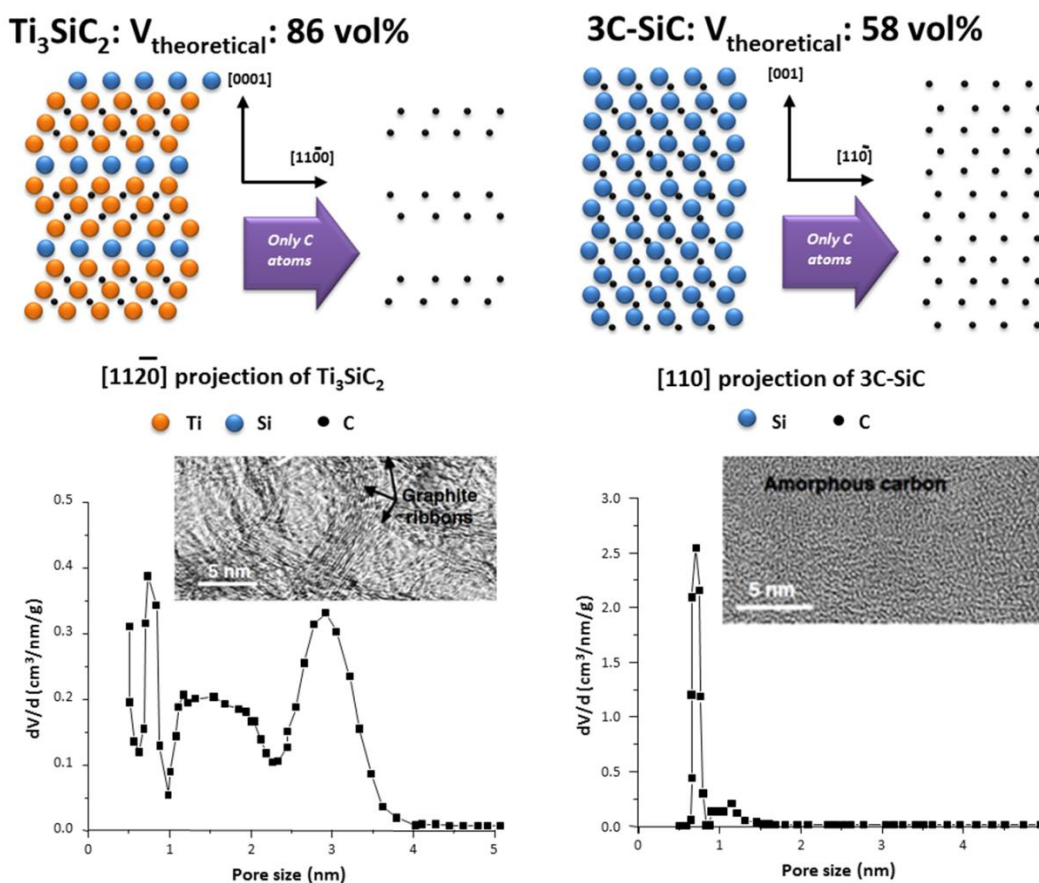 Ti₃SiC₂: V_theoretical: 86 vol%
[0001]
[11̄00]
Only C
atoms
[112̄0] projection of Ti₃SiC₂
Ti Si C
Graphite
ribbons
5 nm
dV/d (cm³/nm/g)
0.5
0.4
0.3
0.2
0.1
0.0
0 1 2 3 4 5
Pore size (nm)
3C-SiC: V_theoretical: 58 vol%
[001]
[110̄]
Only C
atoms
[110] projection of 3C-SiC
Si C
Amorphous carbon
5 nm
dV/d (cm³/nm/g)
3.0
2.5
2.0
1.5
1.0
0.5
0.0
0 1 2 3 4
Pore size (nm)